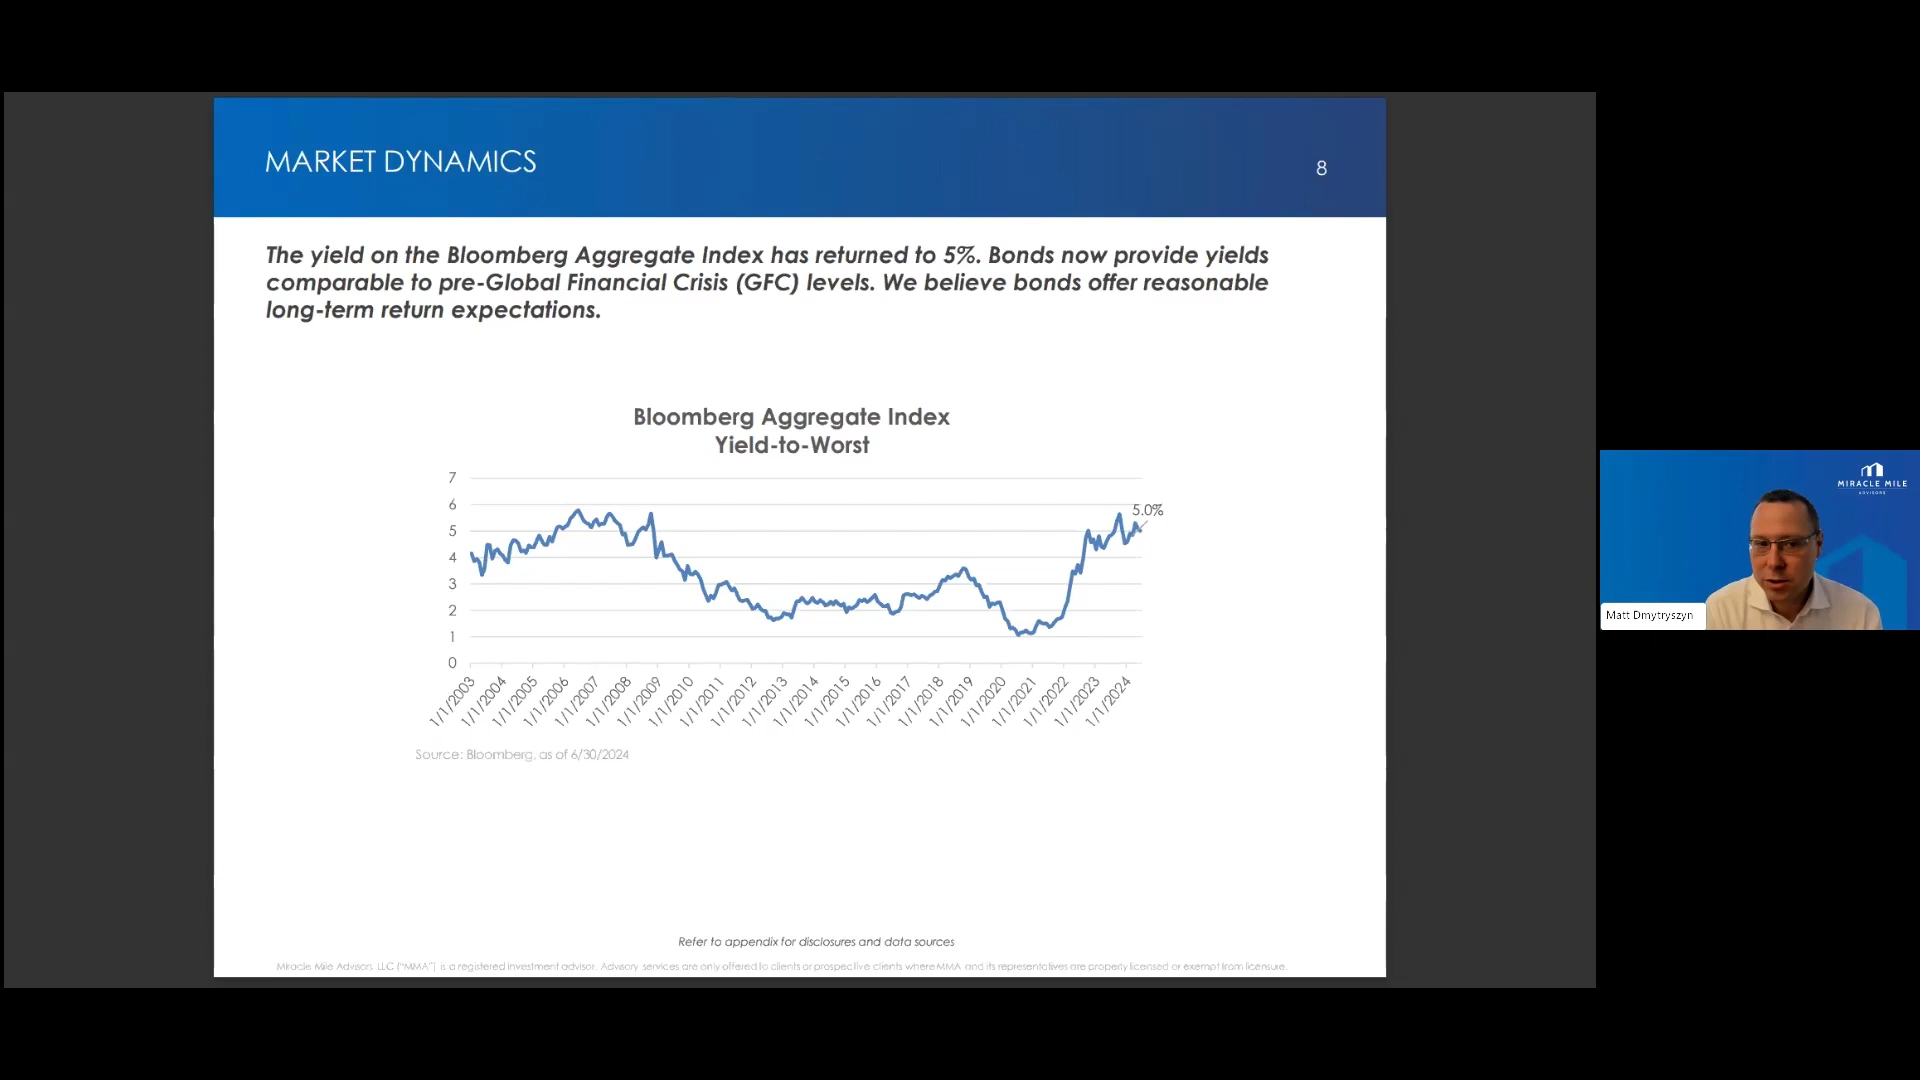 MARKET DYNAMICS
8
The yield on the Bloomberg Aggregate Index has returned to 5%. Bonds now provide yields
comparable to pre-Global Financial Crisis (GFC) levels. We believe bonds offer reasonable
long-term return expectations.
Bloomberg Aggregate Index
Yield-to-Worst
7
6
5
4
3
2
1
0
5.0%
1/1/2003
1/1/2004
1/1/2005
1/1/2006
1/1/2007
1/1/2008
1/1/2009
1/1/2010
1/1/2011
1/1/2012
1/1/2013
1/1/2014
1/1/2015
1/1/2016
1/1/2017
1/1/2018
1/1/2019
1/1/2020
1/1/2021
1/1/2022
1/1/2023
1/1/2024
Source: Bloomberg, as of 6/30/2024
Refer to appendix for disclosures and data sources
Miracle Mile Advisors, LLC ("MMA") is a registered investment advisor. Advisory services are only offered to clients or prospective clients where MMA and its representatives are properly licensed or exempt from licensure.
MIRACLE MILE
ADVISORS
Matt Dmytryszyn